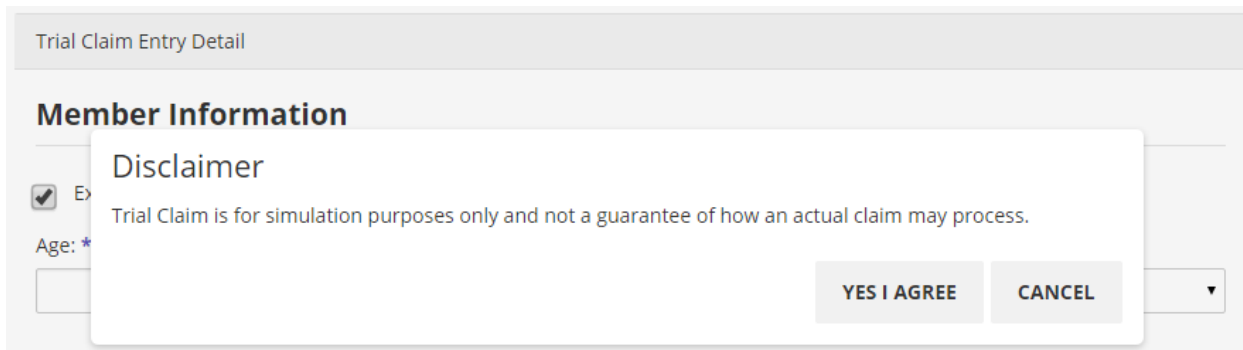 Trial Claim Entry Detail
Member Information
Disclaimer
Trial Claim is for simulation purposes only and not a guarantee of how an actual claim may process.
Age: *
YES I AGREE CANCEL